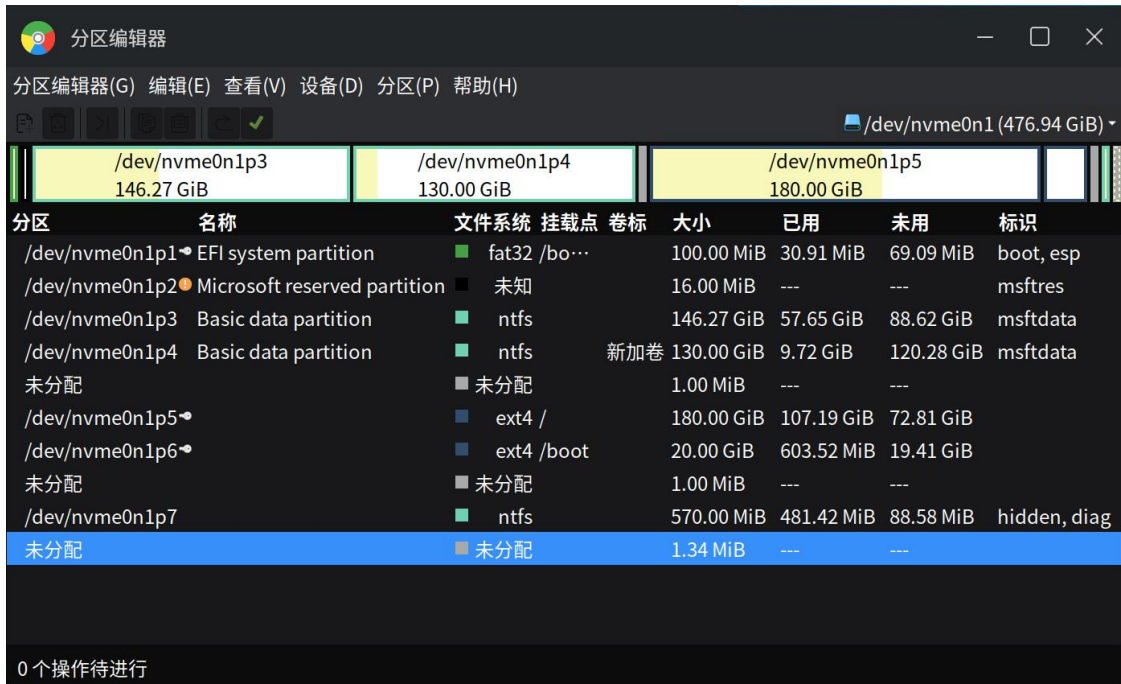 分区编辑器
分区编辑器(G) 编辑(E) 查看(V) 设备(D) 分区(P) 帮助(H)
/dev/nvme0n1 (476.94 GiB)
/dev/nvme0n1p3 /dev/nvme0n1p4 /dev/nvme0n1p5
146.27 GiB 130.00 GiB 180.00 GiB
分区 名称 文件系统 挂载点 卷标 大小 已用 未用 标识
/dev/nvme0n1p1 EFI system partition fat32 /bo… 100.00 MiB 30.91 MiB 69.09 MiB boot, esp
/dev/nvme0n1p2 Microsoft reserved partition 未知 16.00 MiB --- --- msftres
/dev/nvme0n1p3 Basic data partition ntfs 146.27 GiB 57.65 GiB 88.62 GiB msftdata
/dev/nvme0n1p4 Basic data partition ntfs 新加卷 130.00 GiB 9.72 GiB 120.28 GiB msftdata
未分配 未分配 1.00 MiB --- ---
/dev/nvme0n1p5 ext4 / 180.00 GiB 107.19 GiB 72.81 GiB
/dev/nvme0n1p6 ext4 /boot 20.00 GiB 603.52 MiB 19.41 GiB
未分配 未分配 1.00 MiB --- ---
/dev/nvme0n1p7 ntfs 570.00 MiB 481.42 MiB 88.58 MiB hidden, diag
未分配 未分配 1.34 MiB --- ---
0 个操作待进行